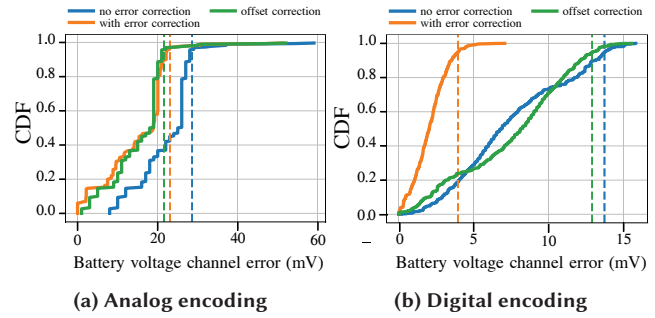 no error correction
offset correction
with error correction
no error correction
offset correction
with error correction
CDF
1.0
0.8
0.6
0.4
0.2
0.0
0
20
40
60
Battery voltage channel error (mV)
(a) Analog encoding
CDF
1.0
0.8
0.6
0.4
0.2
0.0
–
0
5
10
15
Battery voltage channel error (mV)
(b) Digital encoding